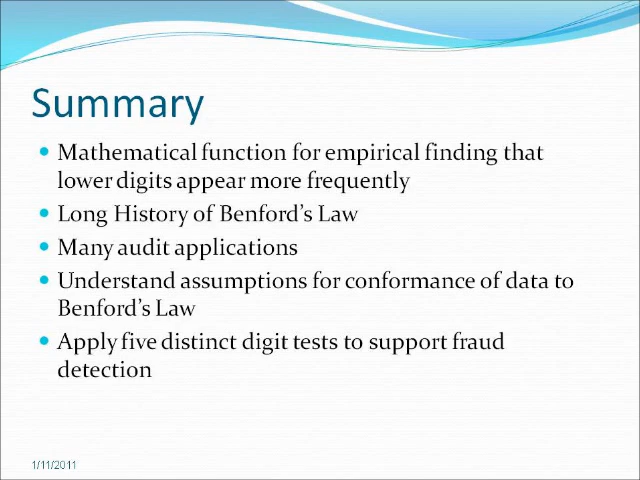 Summary
Mathematical function for empirical finding that
lower digits appear more frequently
Long History of Benford's Law
Many audit applications
Understand assumptions for conformance of data to
Benford's Law
Apply five distinct digit tests to support fraud
detection
1/11/2011